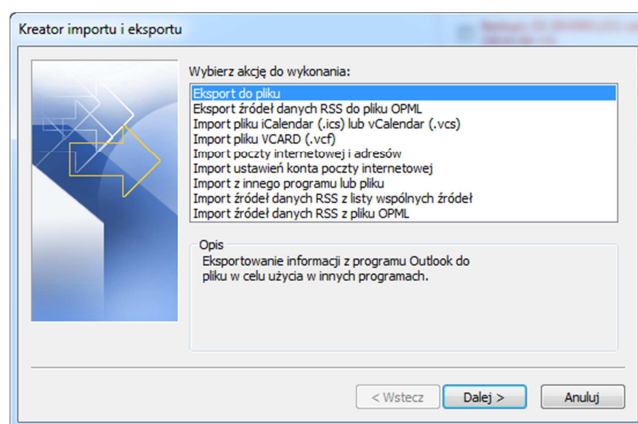 Kreator importu i eksportu
Wybierz akcję do wykonania:
Eksport do pliku
Eksport źródeł danych RSS do pliku OPML
Import pliku iCalendar (.ics) lub vCalendar (.vcs)
Import pliku VCARD (.vcf)
Import poczty internetowej i adresów
Import ustawień konta poczty internetowej
Import z innego programu lub pliku
Import źródeł danych RSS z listy wspólnych źródeł
Import źródeł danych RSS z pliku OPML
Opis
Eksportowanie informacji z programu Outlook do
pliku w celu użycia w innych programach.
< Wstecz Dalej > Anuluj